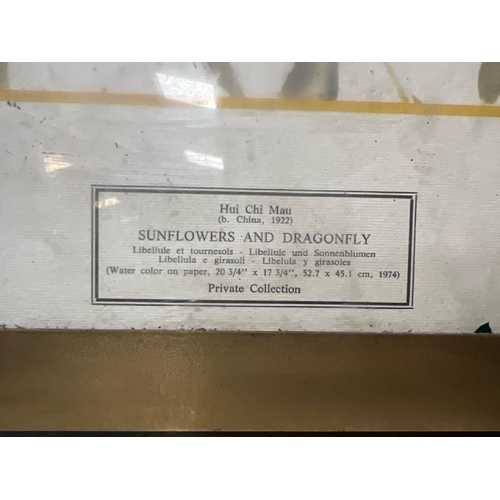 Hui Chi Mau
(b. China, 1922)
SUNFLOWERS AND DRAGONFLY
Libellule et tournesols - Libellule und Sonnenblumen
Libellula e girasoli - Libelula y girasoles
(Water color on paper, 20 3/4" x 17 3/4", 52.7 x 45.1 cm, 1974)
Private Collection